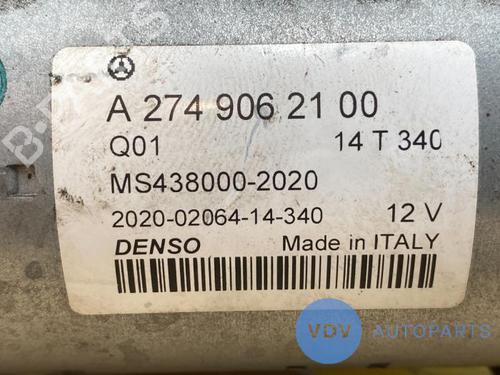 A 274 906 21 00
Q01 14 T 340
MS438000-2020
2020-02064-14-340 12 V
DENSO Made in ITALY
VDV AUTOPARTS